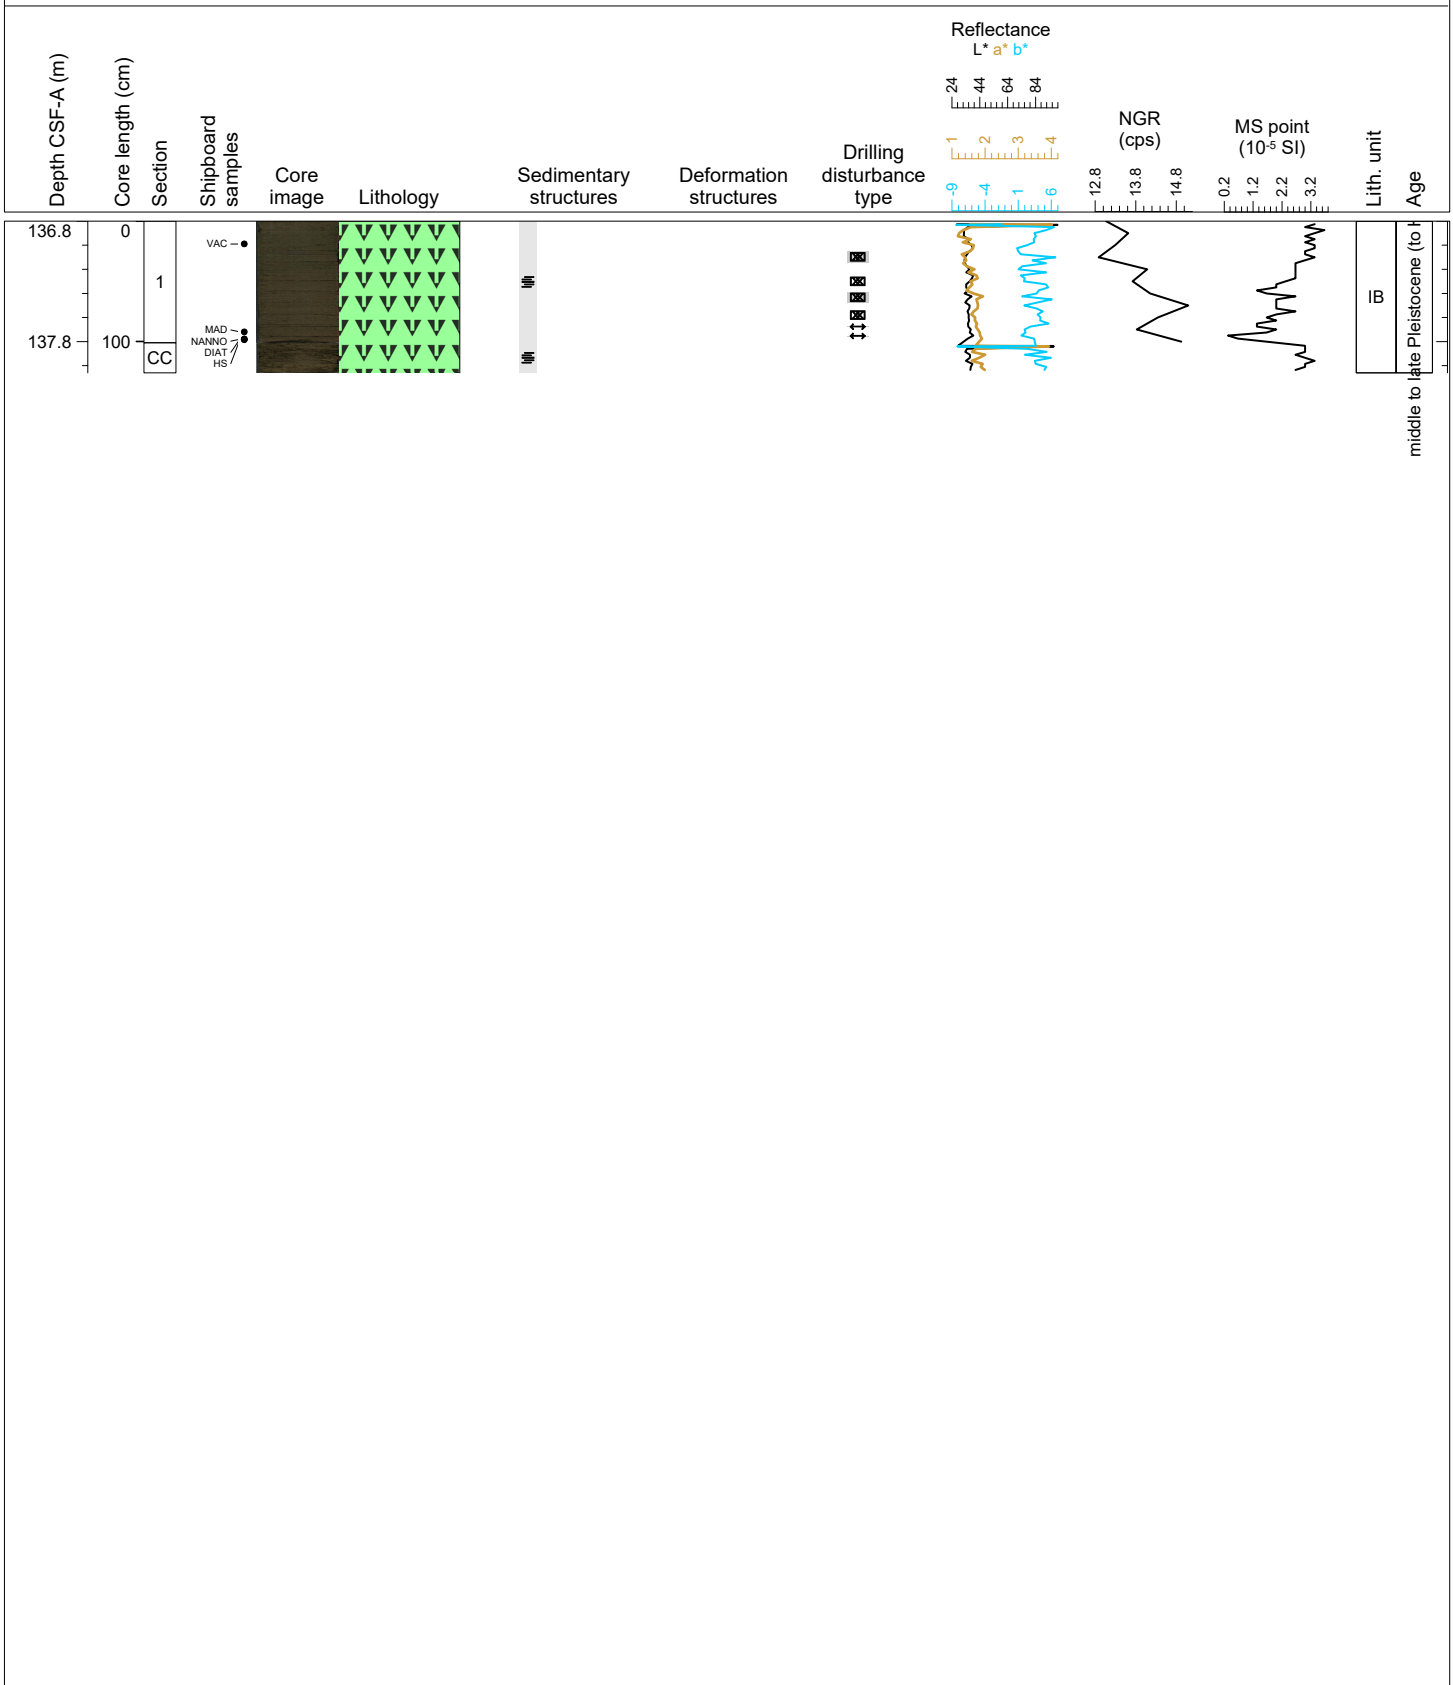 Depth CSF-A (m)
Core length (cm)
Section
Shipboard
samples
Core
image
Lithology
Sedimentary
structures
Deformation
structures
Drilling
disturbance
type
Reflectance
L* a* b*
24 44 64 84
1 2 3 4
-9 -4 1 6
NGR
(cps)
12.8 13.8 14.8
MS point
(10⁻⁵ SI)
0.2 1.2 2.2 3.2
Lith. unit
Age
136.8
0
137.8
100
1
CC
VAC
MAD
NANNO
DIAT
HS
IB
middle to late Pleistocene (to